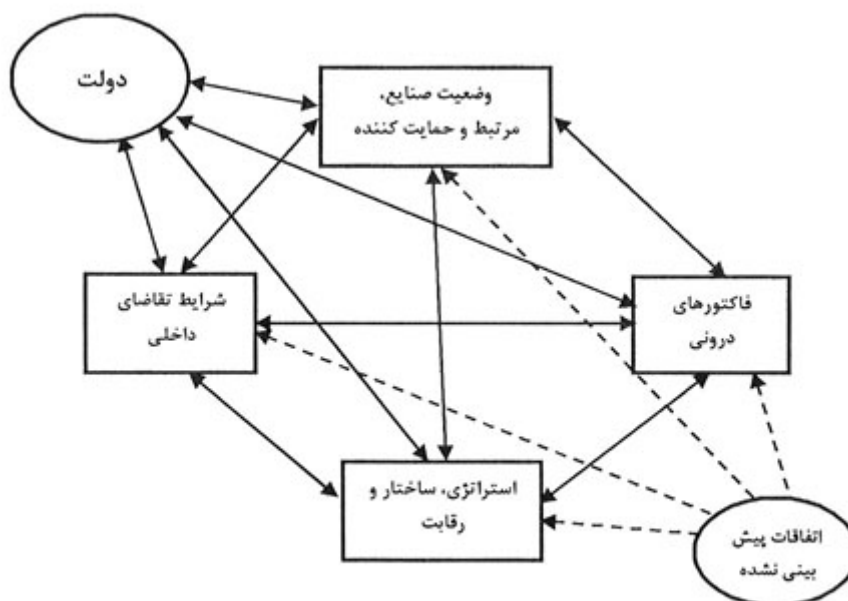 دولت
وضعیت صنایع،
مرتبط و حمایت کننده
شرایط تقاضای
داخلی
فاکتورهای
درونی
استراتژی، ساختار و
رقابت
اتفاقات پیش
بینی نشده